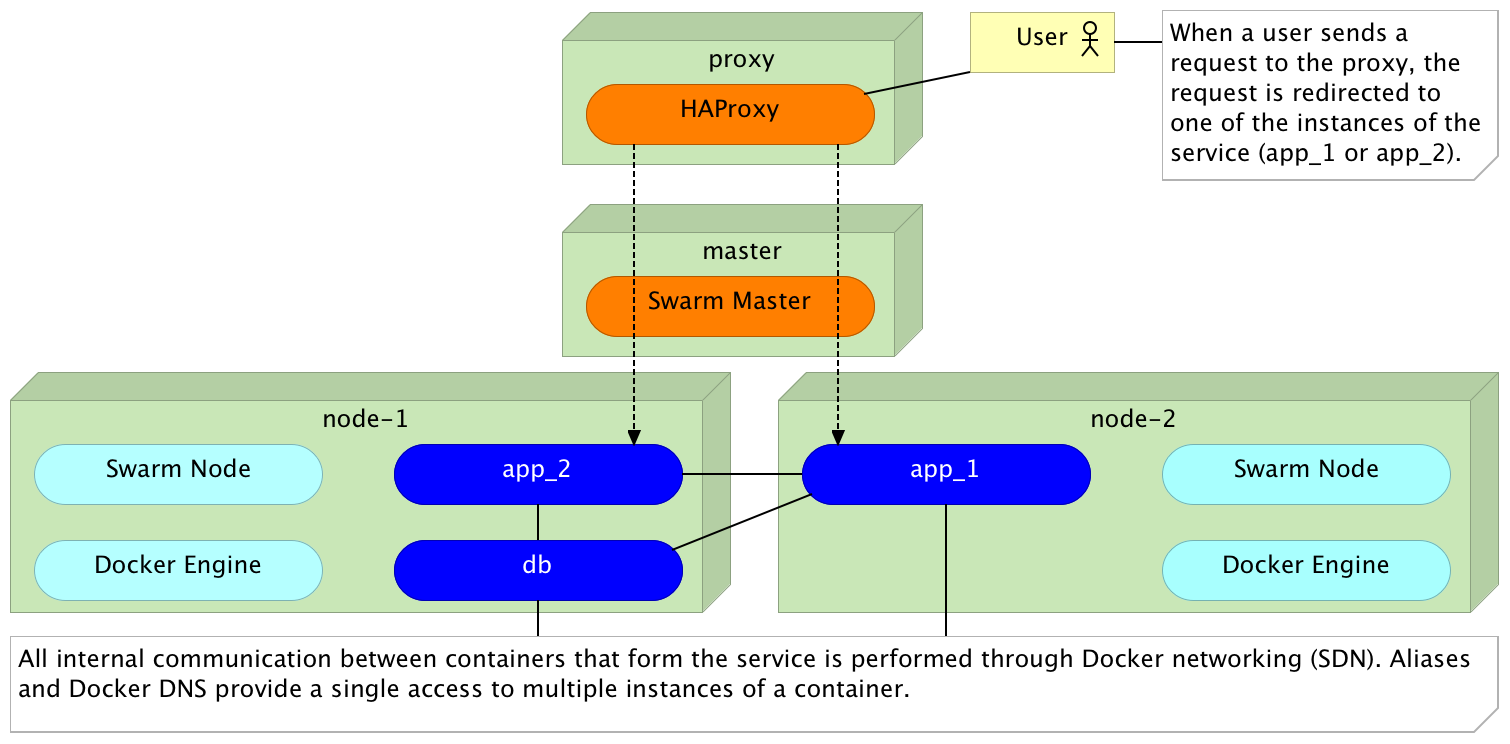 proxy
HAProxy
User
When a user sends a
request to the proxy, the
request is redirected to
one of the instances of the
service (app_1 or app_2).
master
Swarm Master
node-1
Swarm Node
app_2
Docker Engine
db
node-2
app_1
Swarm Node
Docker Engine
All internal communication between containers that form the service is performed through Docker networking (SDN). Aliases
and Docker DNS provide a single access to multiple instances of a container.